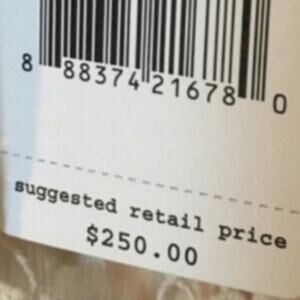 8 88374 21678 0
suggested retail price
$250.00